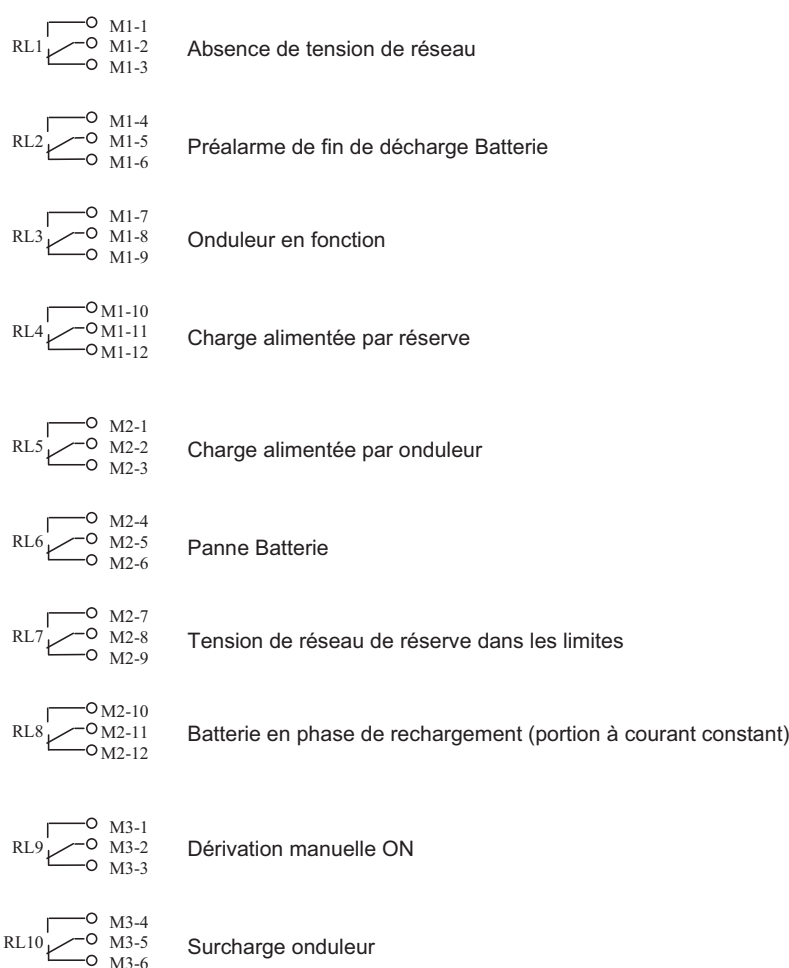 M1-1
RL1 M1-2 Absence de tension de réseau
M1-3
M1-4
RL2 M1-5 Préalarme de fin de décharge Batterie
M1-6
M1-7
RL3 M1-8 Onduleur en fonction
M1-9
M1-10
RL4 M1-11 Charge alimentée par réserve
M1-12
M2-1
RL5 M2-2 Charge alimentée par onduleur
M2-3
M2-4
RL6 M2-5 Panne Batterie
M2-6
M2-7
RL7 M2-8 Tension de réseau de réserve dans les limites
M2-9
M2-10
RL8 M2-11 Batterie en phase de rechargement (portion à courant constant)
M2-12
M3-1
RL9 M3-2 Dérivation manuelle ON
M3-3
M3-4
RL10 M3-5 Surcharge onduleur
M3-6